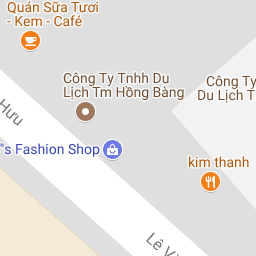 Quán Sữa Tươi
- Kem - Café
Công Ty Tnhh Du
Lịch Tm Hồng Bàng
Công Ty
Du Lịch T
Hưu
"s Fashion Shop
kim thanh
Lê V